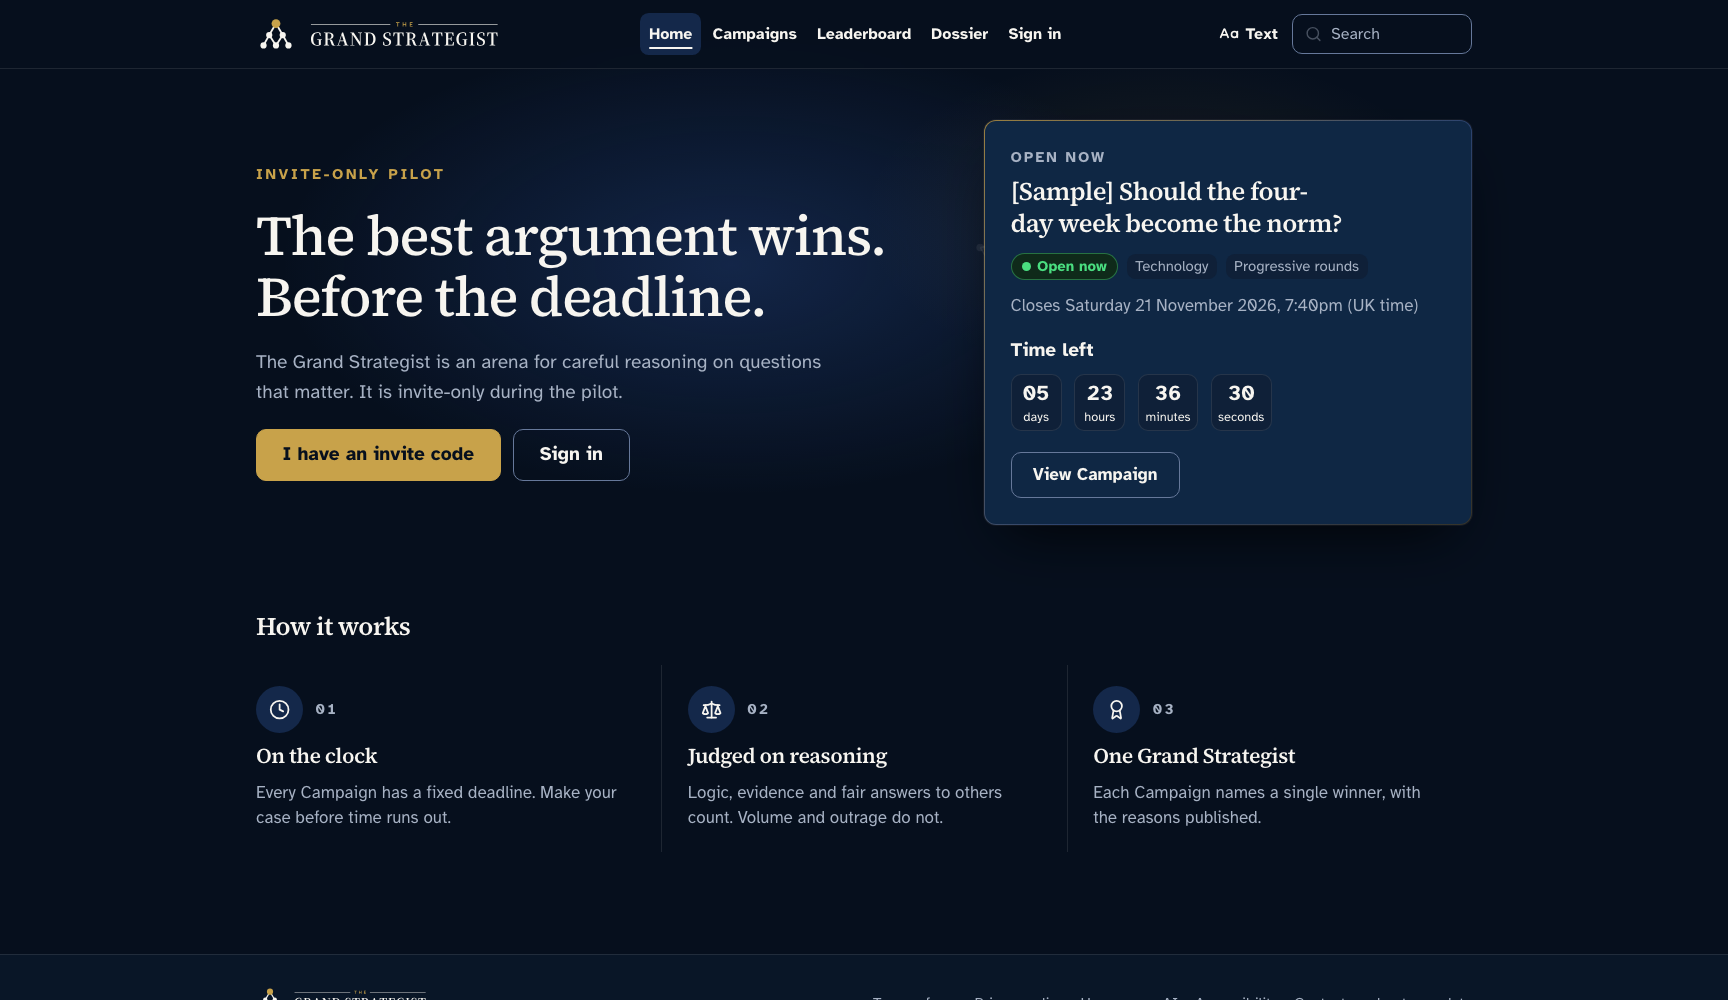 THE
GRAND STRATEGIST
Home
Campaigns
Leaderboard
Dossier
Sign in
Aa Text
Search
INVITE-ONLY PILOT
The best argument wins.
Before the deadline.
The Grand Strategist is an arena for careful reasoning on questions
that matter. It is invite-only during the pilot.
I have an invite code
Sign in
OPEN NOW
[Sample] Should the four-
day week become the norm?
Open now
Technology
Progressive rounds
Closes Saturday 21 November 2026, 7:40pm (UK time)
Time left
05
days
23
hours
36
minutes
30
seconds
View Campaign
How it works
01
On the clock
Every Campaign has a fixed deadline. Make your
case before time runs out.
02
Judged on reasoning
Logic, evidence and fair answers to others
count. Volume and outrage do not.
03
One Grand Strategist
Each Campaign names a single winner, with
the reasons published.
THE
GRAND STRATEGIST